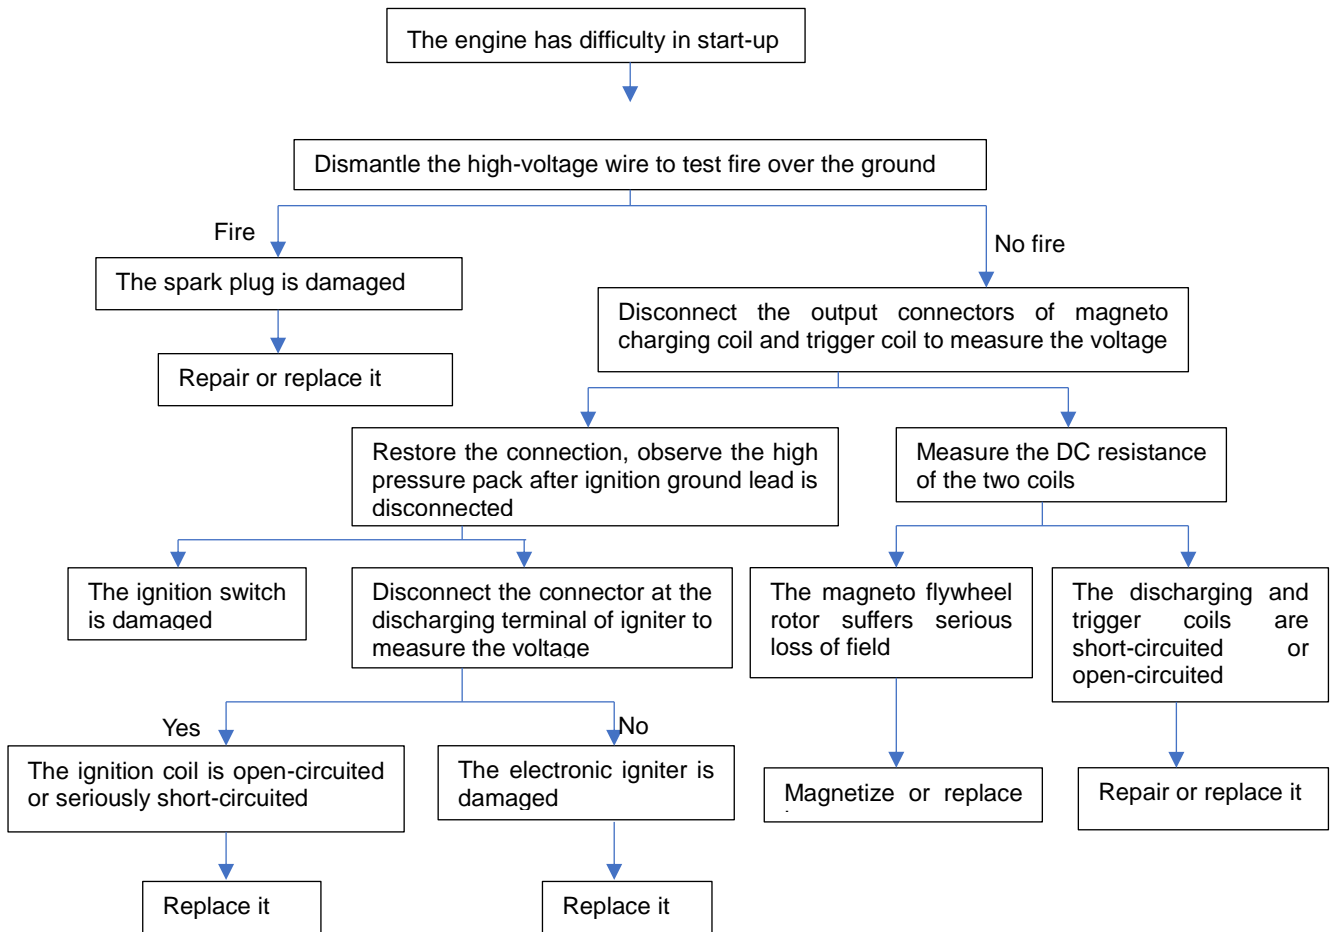 The engine has difficulty in start-up
Dismantle the high-voltage wire to test fire over the ground
Fire
No fire
The spark plug is damaged
Disconnect the output connectors of magneto
charging coil and trigger coil to measure the voltage
Repair or replace it
Restore the connection, observe the high
pressure pack after ignition ground lead is
disconnected
Measure the DC resistance
of the two coils
The ignition switch
is damaged
Disconnect the connector at the
discharging terminal of igniter to
measure the voltage
The magneto flywheel
rotor suffers serious
loss of field
The discharging and
trigger coils are
short-circuited or
open-circuited
Yes
No
The ignition coil is open-circuited
or seriously short-circuited
The electronic igniter is
damaged
Magnetize or replace
Repair or replace it
Replace it
Replace it